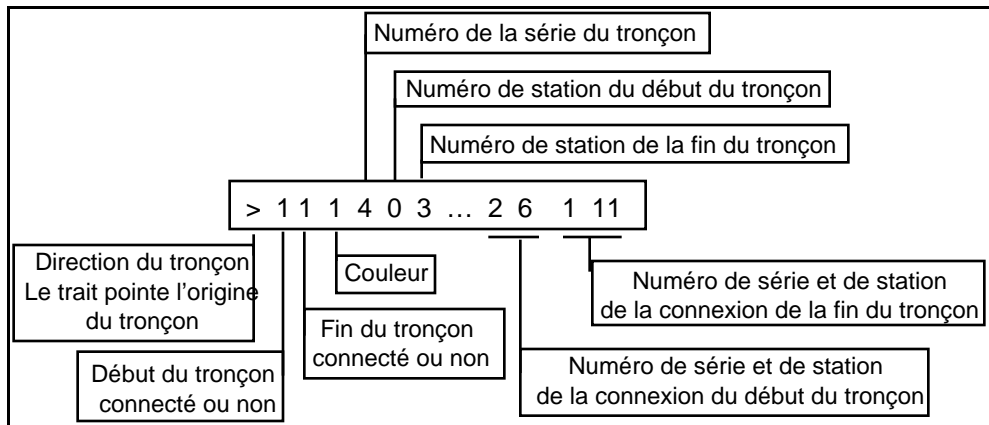 Numéro de la série du tronçon
Numéro de station du début du tronçon
Numéro de station de la fin du tronçon
> 1 1 1 4 0 3 ... 2 6 1 11
Direction du tronçon
Le trait pointe l'origine
du tronçon
Couleur
Numéro de série et de station
de la connexion de la fin du tronçon
Fin du tronçon
connecté ou non
Début du tronçon
connecté ou non
Numéro de série et de station
de la connexion du début du tronçon